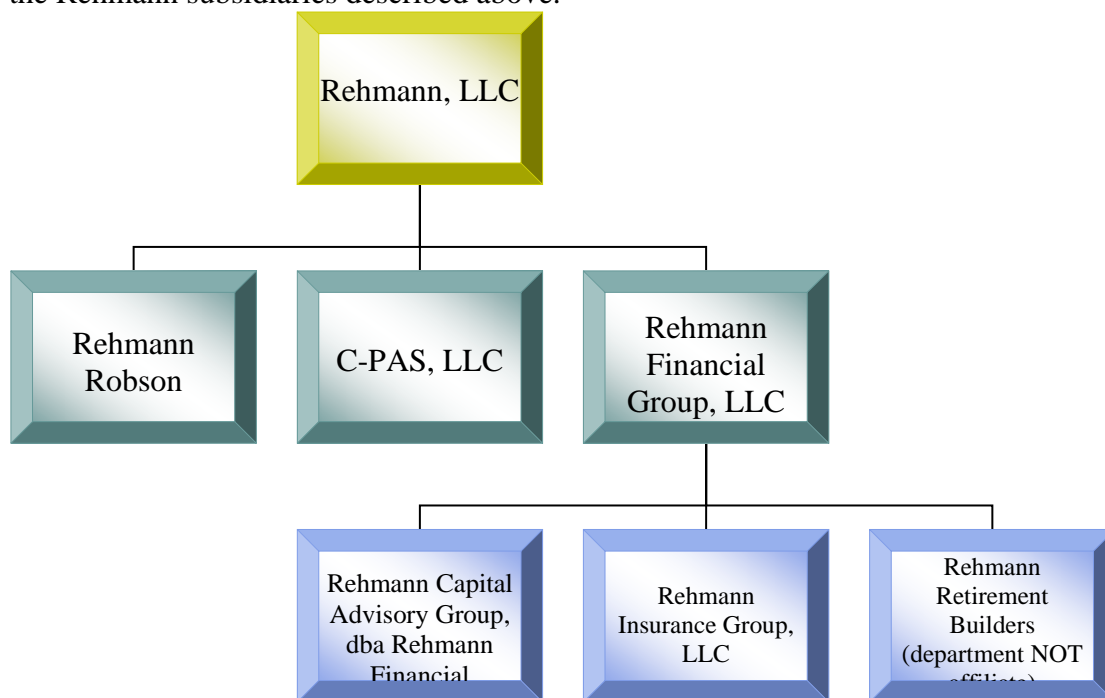 the Rehmann subsidiaries described above.
Rehmann, LLC
Rehmann
Robson
C-PAS, LLC
Rehmann
Financial
Group, LLC
Rehmann Capital
Advisory Group,
dba Rehmann
Financial
Rehmann
Insurance Group,
LLC
Rehmann
Retirement
Builders
(department NOT
affiliate)